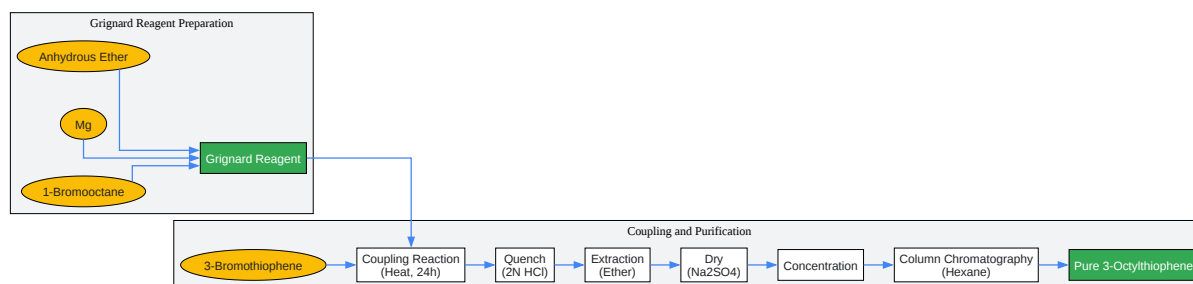 Grignard Reagent Preparation
Anhydrous Ether
Mg
Grignard Reagent
1-Bromooctane
Coupling and Purification
3-Bromothiophene
Coupling Reaction
(Heat, 24h)
Quench
(2N HCl)
Extraction
(Ether)
Dry
(Na2SO4)
Concentration
Column Chromatography
(Hexane)
Pure 3-Octylthiophene